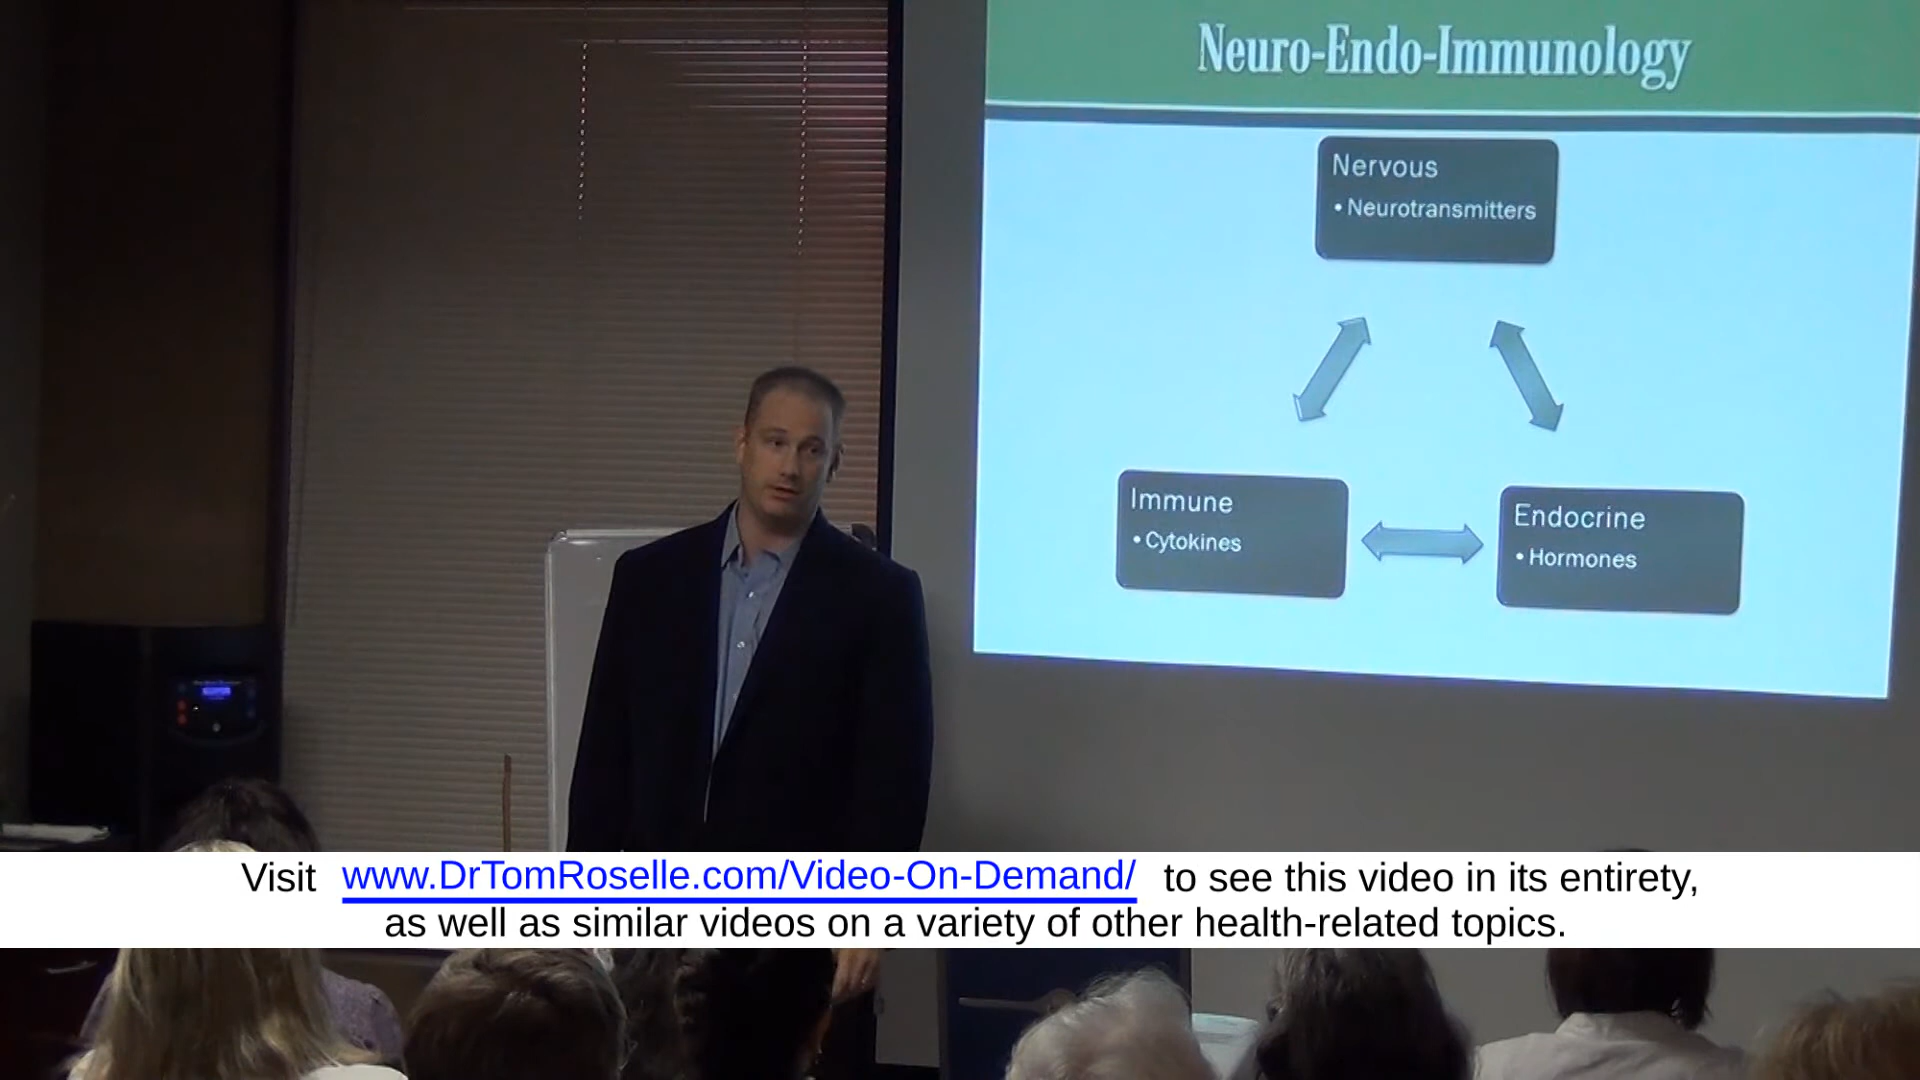 Neuro-Endo-Immunology
Nervous
• Neurotransmitters
Immune
• Cytokines
Endocrine
• Hormones
Visit www.DrTomRoselle.com/Video-On-Demand/ to see this video in its entirety,
as well as similar videos on a variety of other health-related topics.